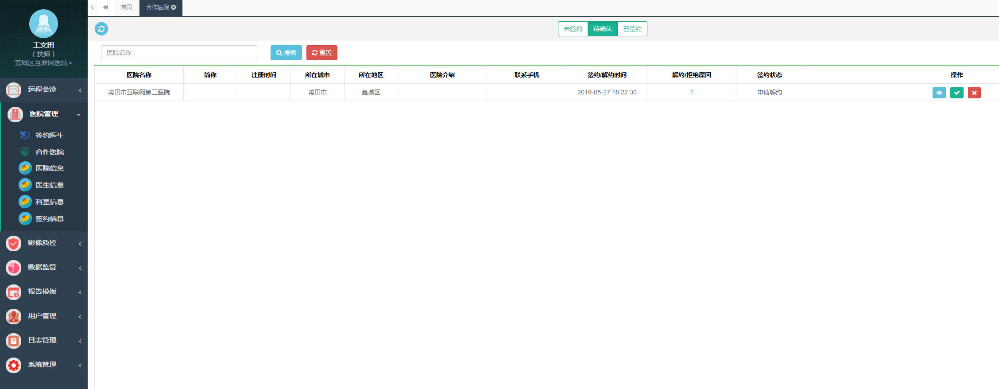 王文田
（技师）
荔城区互联网医院
远程会诊
医院管理
签约医生
合作医院
医院信息
医生信息
科室信息
签约信息
影像质控
数据监管
报告模板
用户管理
日志管理
系统管理
首页 合作医院
未签约 待确认 已签约
医院名称 搜索 重置
医院名称 简称 注册时间 所在城市 所在地区 医院介绍 联系手机 签约/解约时间 解约/拒绝原因 签约状态 操作
莆田市互联网第三医院 莆田市 荔城区 2019-05-27 18:22:30 1 申请解约